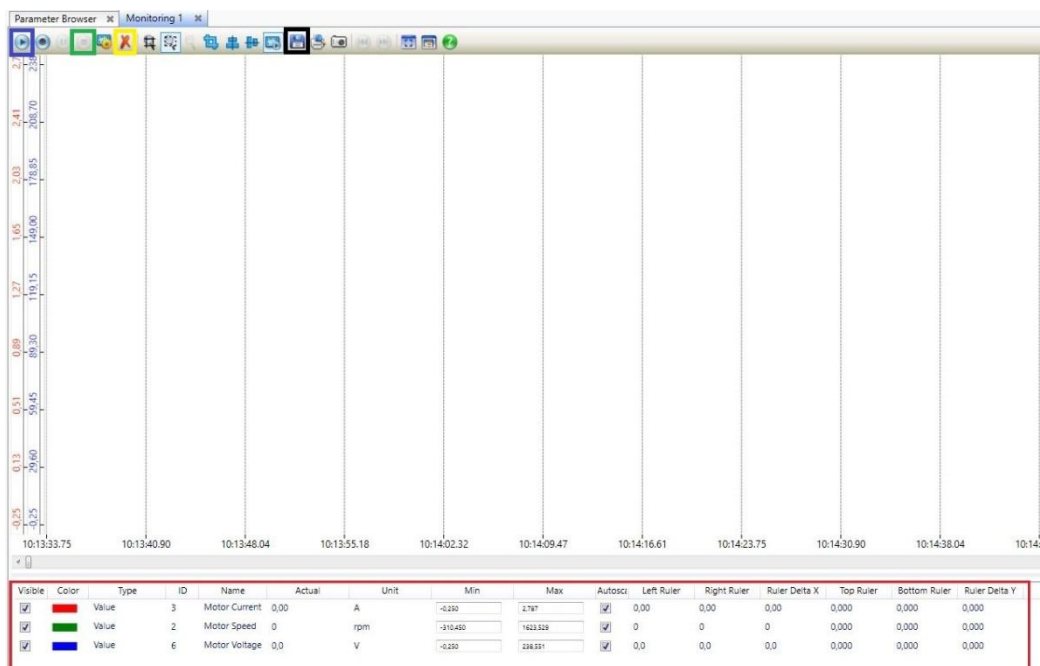 Parameter Browser Monitoring 1
2,41 208,70
2,03 178,85
1,65 149,00
1,27 119,15
0,89 89,30
0,51 59,45
0,13 29,60
-0,25 -0,25
10:13:33.75 10:13:40.90 10:13:48.04 10:13:55.18 10:14:02.32 10:14:09.47 10:14:16.61 10:14:23.75 10:14:30.90 10:14:38.04
Visible Color Type ID Name Actual Unit Min Max Autosca Left Ruler Right Ruler Ruler Delta X Top Ruler Bottom Ruler Ruler Delta Y
Value 3 Motor Current 0,00 A -0,250 2,787 0,00 0,00 0,00 0,000 0,000 0,000
Value 2 Motor Speed 0 rpm -310,450 1623,529 0 0 0 0,000 0,000 0,000
Value 6 Motor Voltage 0,0 V -0,250 238,551 0,0 0,0 0,0 0,000 0,000 0,000